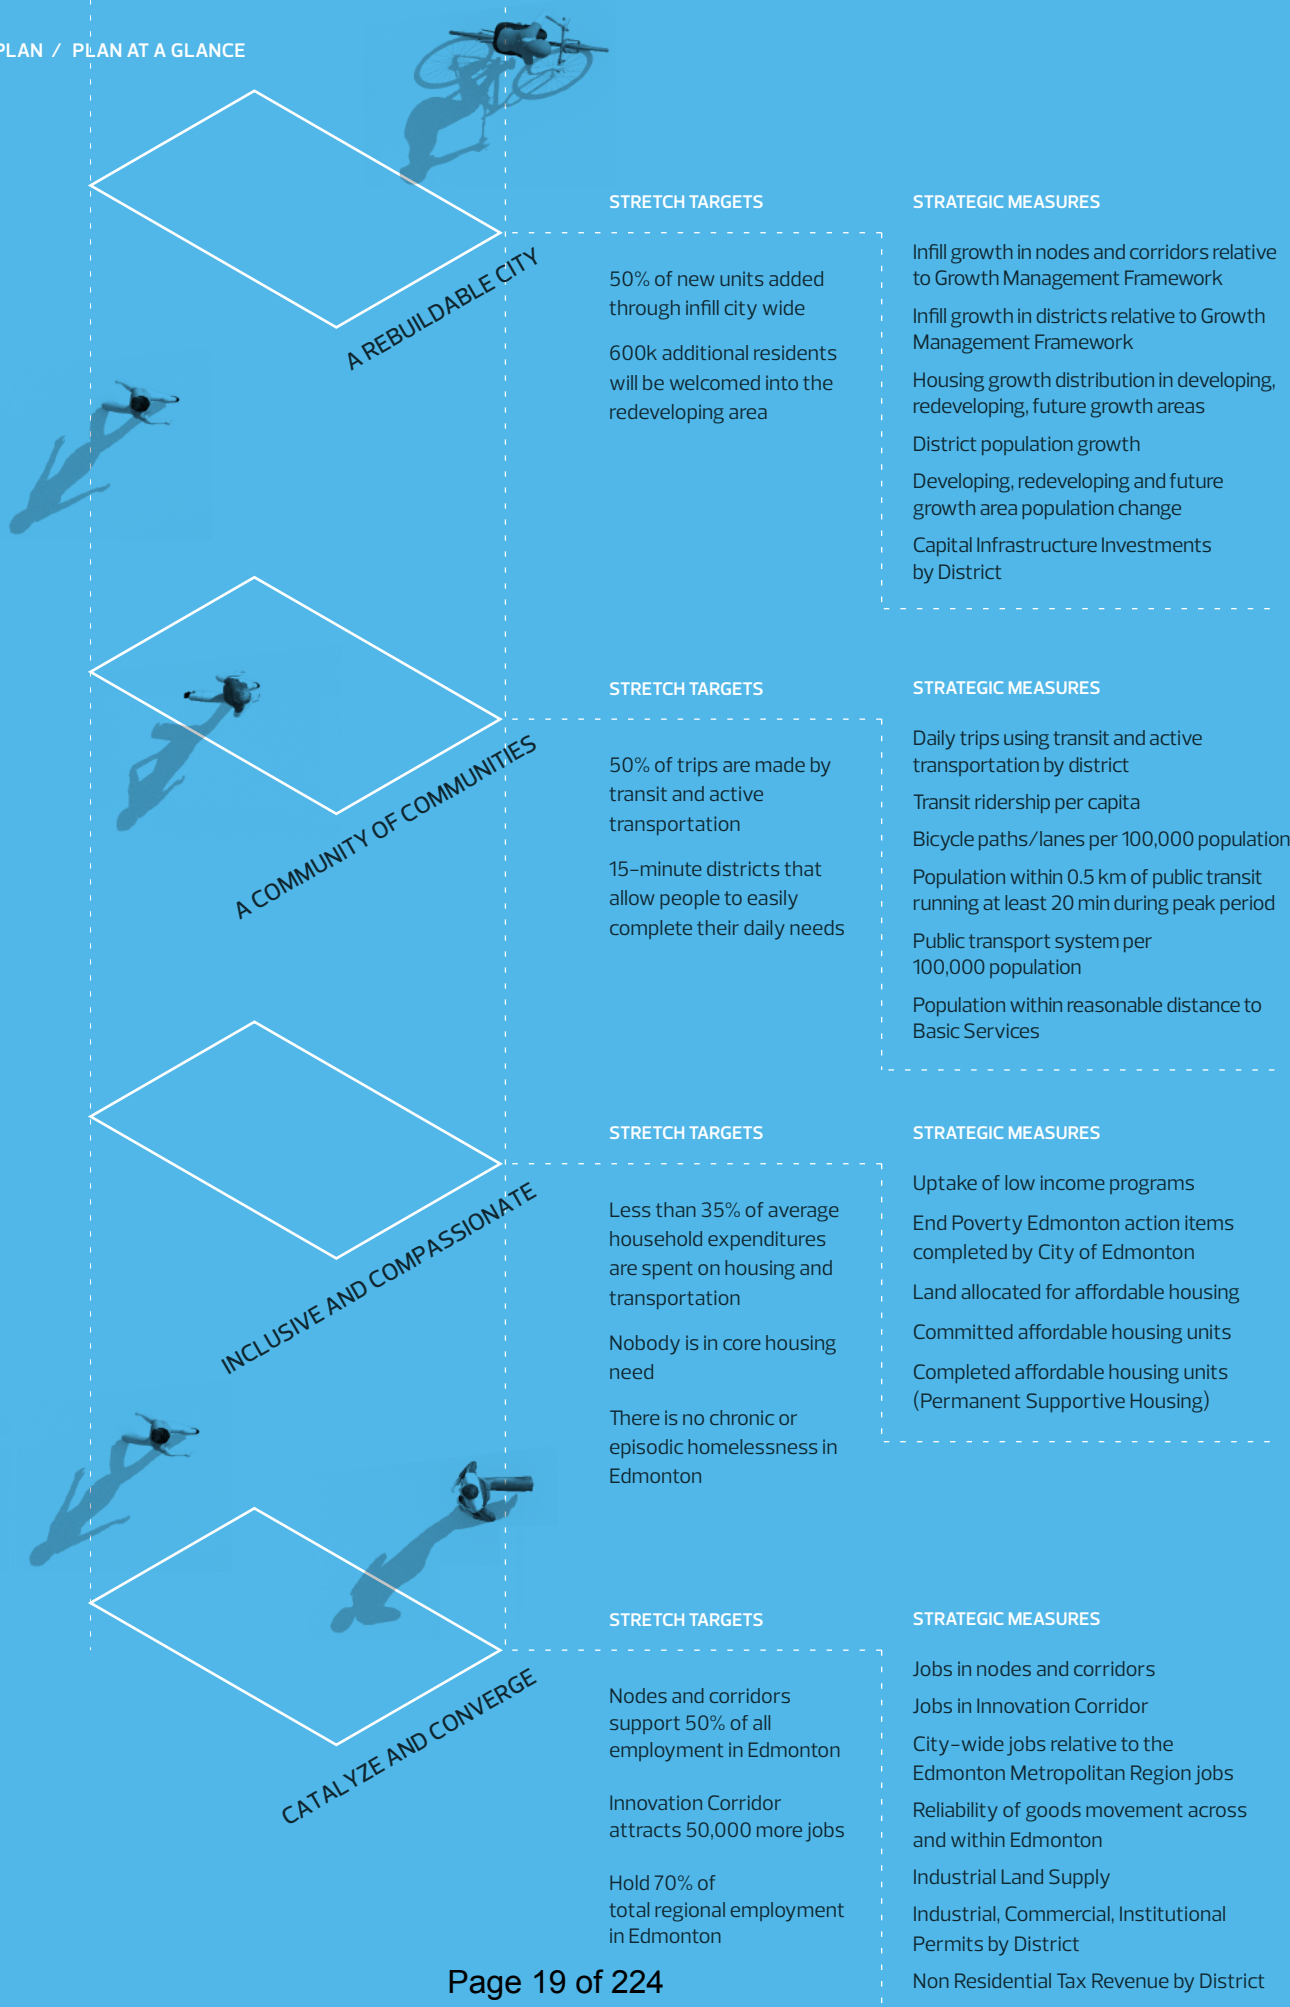 PLAN / PLAN AT A GLANCE
A REBUILDABLE CITY
STRETCH TARGETS
50% of new units added
through infill city wide
600k additional residents
will be welcomed into the
redeveloping area
STRATEGIC MEASURES
Infill growth in nodes and corridors relative
to Growth Management Framework
Infill growth in districts relative to Growth
Management Framework
Housing growth distribution in developing,
redeveloping, future growth areas
District population growth
Developing, redeveloping and future
growth area population change
Capital Infrastructure Investments
by District
A COMMUNITY OF COMMUNITIES
STRETCH TARGETS
50% of trips are made by
transit and active
transportation
15-minute districts that
allow people to easily
complete their daily needs
STRATEGIC MEASURES
Daily trips using transit and active
transportation by district
Transit ridership per capita
Bicycle paths/lanes per 100,000 population
Population within 0.5 km of public transit
running at least 20 min during peak period
Public transport system per
100,000 population
Population within reasonable distance to
Basic Services
INCLUSIVE AND COMPASSIONATE
STRETCH TARGETS
Less than 35% of average
household expenditures
are spent on housing and
transportation
Nobody is in core housing
need
There is no chronic or
episodic homelessness in
Edmonton
STRATEGIC MEASURES
Uptake of low income programs
End Poverty Edmonton action items
completed by City of Edmonton
Land allocated for affordable housing
Committed affordable housing units
Completed affordable housing units
(Permanent Supportive Housing)
CATALYZE AND CONVERGE
STRETCH TARGETS
Nodes and corridors
support 50% of all
employment in Edmonton
Innovation Corridor
attracts 50,000 more jobs
Hold 70% of
total regional employment
in Edmonton
STRATEGIC MEASURES
Jobs in nodes and corridors
Jobs in Innovation Corridor
City-wide jobs relative to the
Edmonton Metropolitan Region jobs
Reliability of goods movement across
and within Edmonton
Industrial Land Supply
Industrial, Commercial, Institutional
Permits by District
Non Residential Tax Revenue by District
Page 19 of 224